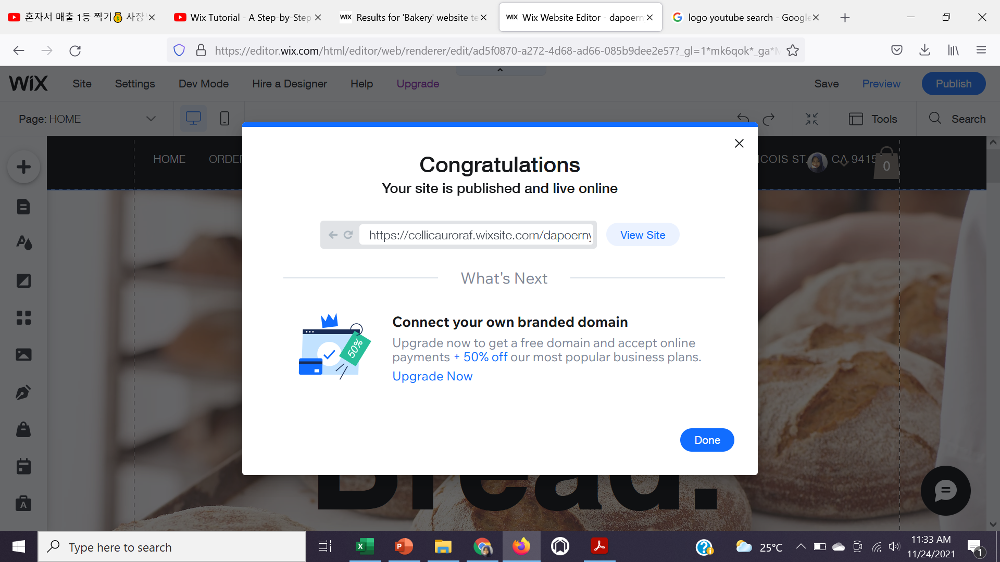 혼자서 매출 1등 찍기💰 사장
Wix Tutorial - A Step-by-Step
WIX Results for 'Bakery' website te
WIX Wix Website Editor - dapoern
logo youtube search - Google
https://editor.wix.com/html/editor/web/renderer/edit/ad5f0870-a272-4d68-ad66-085b9dee2e57?_gl=1*mk6qok*_ga*
WiX Site Settings Dev Mode Hire a Designer Help Upgrade Save Preview Publish
Page: HOME Tools Search
HOME ORDER COIS ST. CA 9415 0
Congratulations
Your site is published and live online
https://cellicauroraf.wixsite.com/dapoerny View Site
What's Next
50%
Connect your own branded domain
Upgrade now to get a free domain and accept online
payments + 50% off our most popular business plans.
Upgrade Now
Done
Bread.
A
Type here to search
25°C
11:33 AM
11/24/2021
1